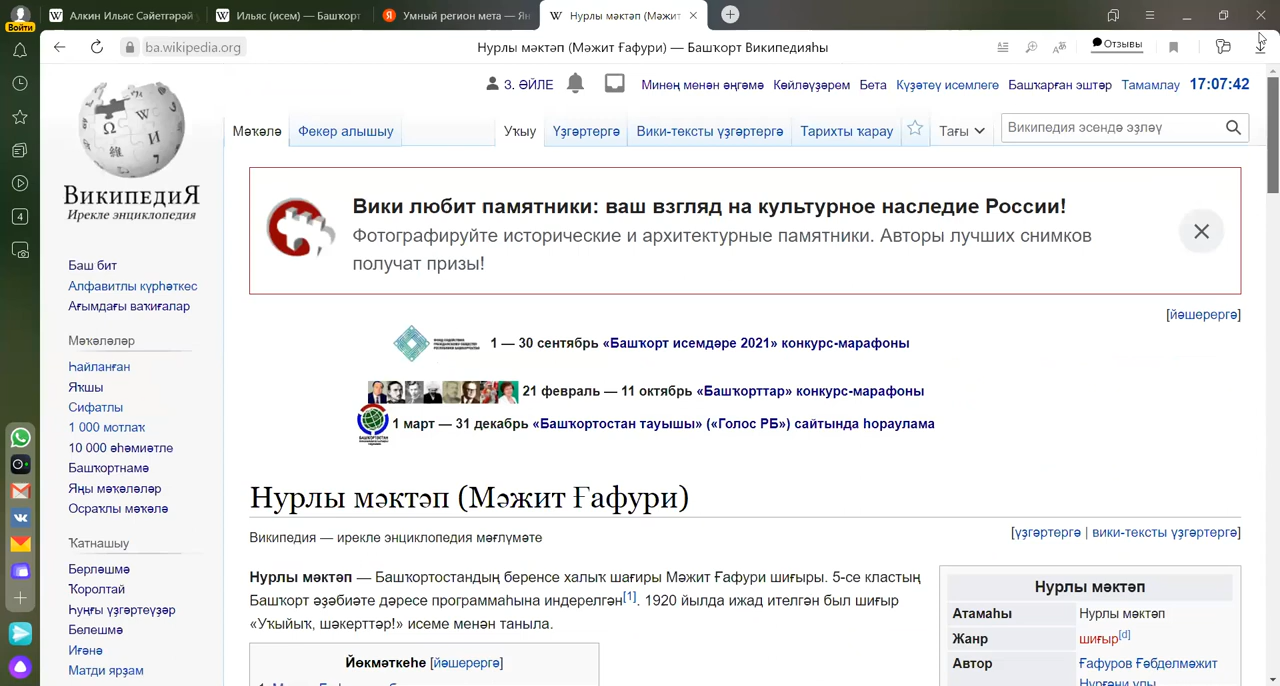 Алкин Ильяс Сәйетгәрәй
Ильяс (исем) — Башҡорт
Умный регион мета — Ян
Нурлы мәктәп (Мәжит
Войти
ba.wikipedia.org
Нурлы мәктәп (Мәжит Ғафури) — Башҡорт Википедияһы
Отзывы
З. ӘЙЛЕ
Минең менән әңгәмә
Көйләүҙәрем
Бета
Күҙәтеү исемлеге
Башҡарған эштәр
Тамамлау
17:07:42
Мәҡәлә
Фекер алышыу
Уҡыу
Үҙгәртергә
Вики-тексты үҙгәртергә
Тарихты ҡарау
Тағы
Википедия эсендә эҙләү
ВикипедиЯ
Ирекле энциклопедия
Вики любит памятники: ваш взгляд на культурное наследие России!
Фотографируйте исторические и архитектурные памятники. Авторы лучших снимков
получат призы!
[йәшерергә]
1 — 30 сентябрь «Башҡорт исемдәре 2021» конкурс-марафоны
21 февраль — 11 октябрь «Башҡорттар» конкурс-марафоны
1 март — 31 декабрь «Башҡортостан тауышы» («Голос РБ») сайтында һораулама
Баш бит
Алфавитлы күрһәткес
Ағымдағы ваҡиғалар
Мәҡәләләр
Һайланған
Яҡшы
Сифатлы
1 000 мотлаҡ
10 000 әһәмиәтле
Башҡортнамә
Яңы мәҡәләләр
Осраҡлы мәҡәлә
Ҡатнашыу
Берләшмә
Ҡоролтай
Һуңғы үҙгәртеүҙәр
Белешмә
Иғәнә
Матди ярҙам
4
Нурлы мәктәп (Мәжит Ғафури)
Википедия — ирекле энциклопедия мәғлүмәте
[үҙгәртергә | вики-тексты үҙгәртергә]
Нурлы мәктәп — Башҡортостандың беренсе халыҡ шағиры Мәжит Ғафури шиғыры. 5-се кластың
Башҡорт әҙәбиәте дәресе программаһына индерелгән[1]. 1920 йылда ижад ителгән был шиғыр
«Уҡыйыҡ, шәкерттәр!» исеме менән таныла.
Йөкмәткеһе [йәшерергә]
Нурлы мәктәп
Атамаһы Нурлы мәктәп
Жанр шиғыр[d]
Автор Ғафуров Ғәбделмәжит
Нурғәни улы